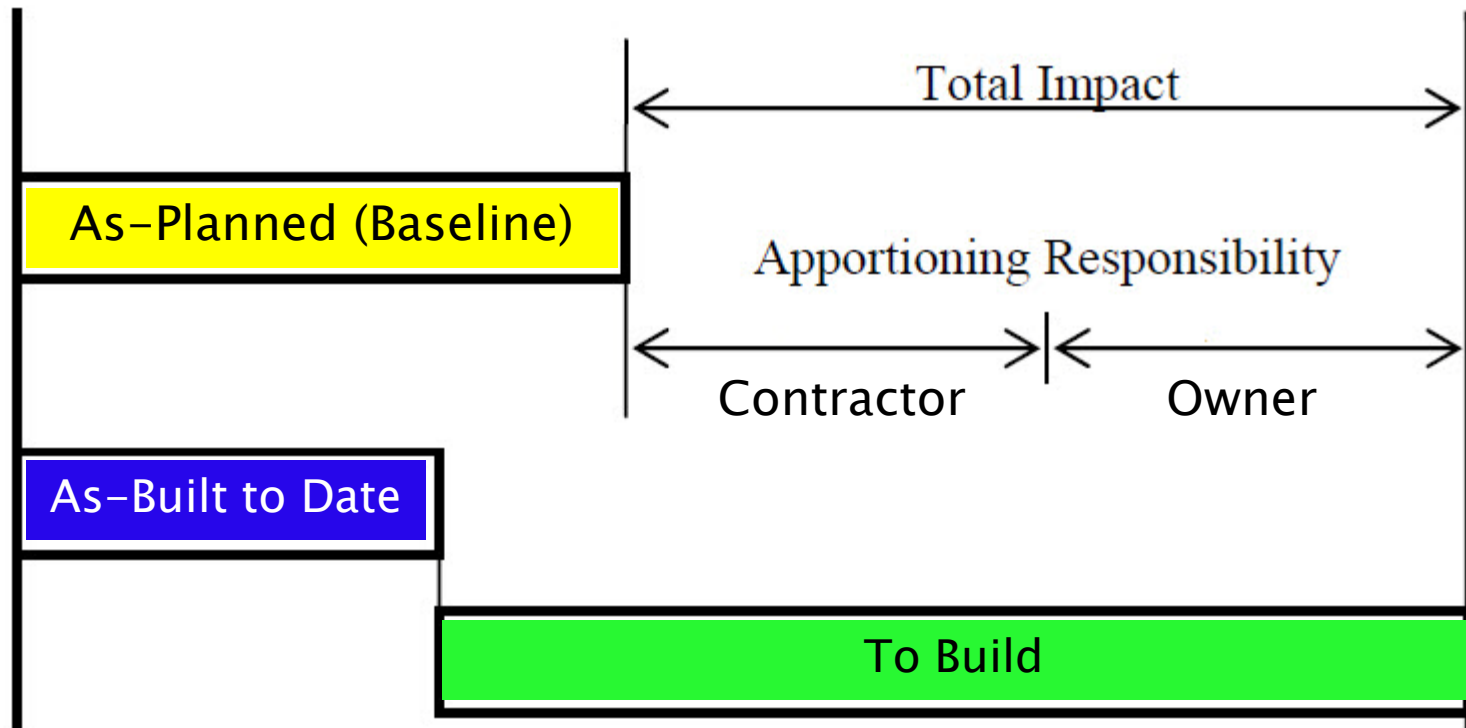 Total Impact
As-Planned (Baseline)
Apportioning Responsibility
Contractor
Owner
As-Built to Date
To Build